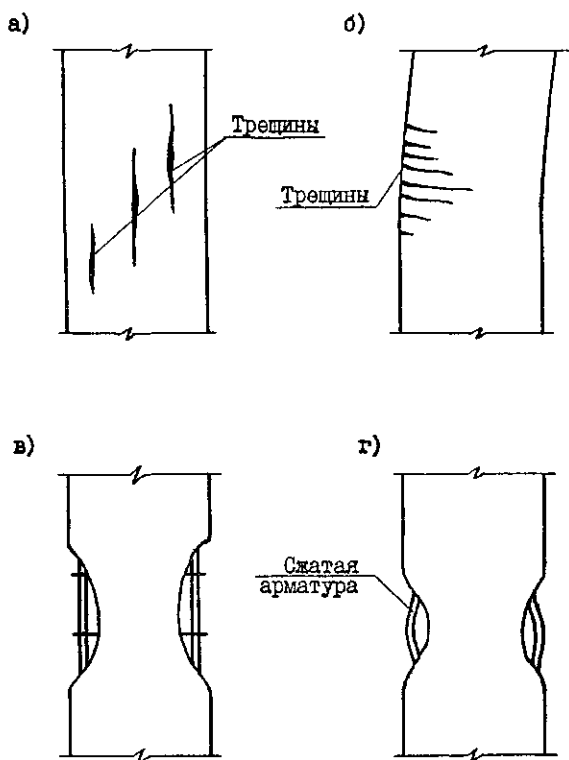 а)
б)
Трещины
Трещины
в)
г)
Сжатая
арматура